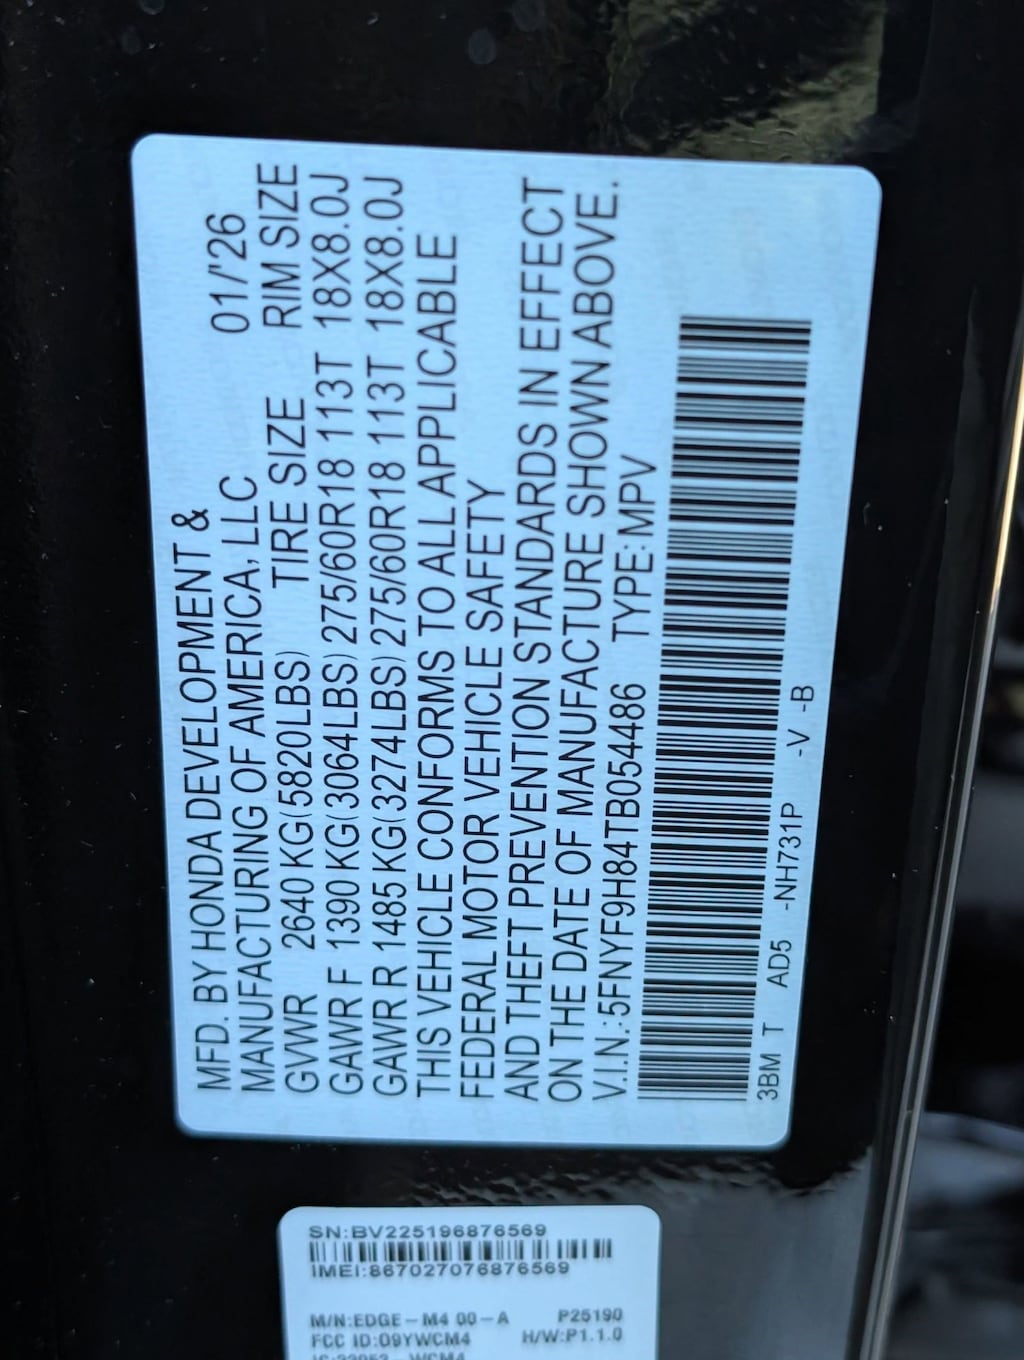 MFD. BY HONDA DEVELOPMENT &
MANUFACTURING OF AMERICA, LLC 01/'26
GVWR 2640 KG(5820LBS) TIRE SIZE RIM SIZE
GAWR F 1390 KG(3064LBS) 275/60R18 113T 18X8.0J
GAWR R 1485 KG(3274LBS) 275/60R18 113T 18X8.0J
THIS VEHICLE CONFORMS TO ALL APPLICABLE
FEDERAL MOTOR VEHICLE SAFETY
AND THEFT PREVENTION STANDARDS IN EFFECT
ON THE DATE OF MANUFACTURE SHOWN ABOVE.
V.I.N.:5FNYF9H84TB054486 TYPE:MPV
3BM T AD5 -NH731P -V -B
SN:BV225196876569
IMEI:867027076876569
M/N:EDGE-M4 00-A P25190
FCC ID:O9YWCM4 H/W:P1.1.0